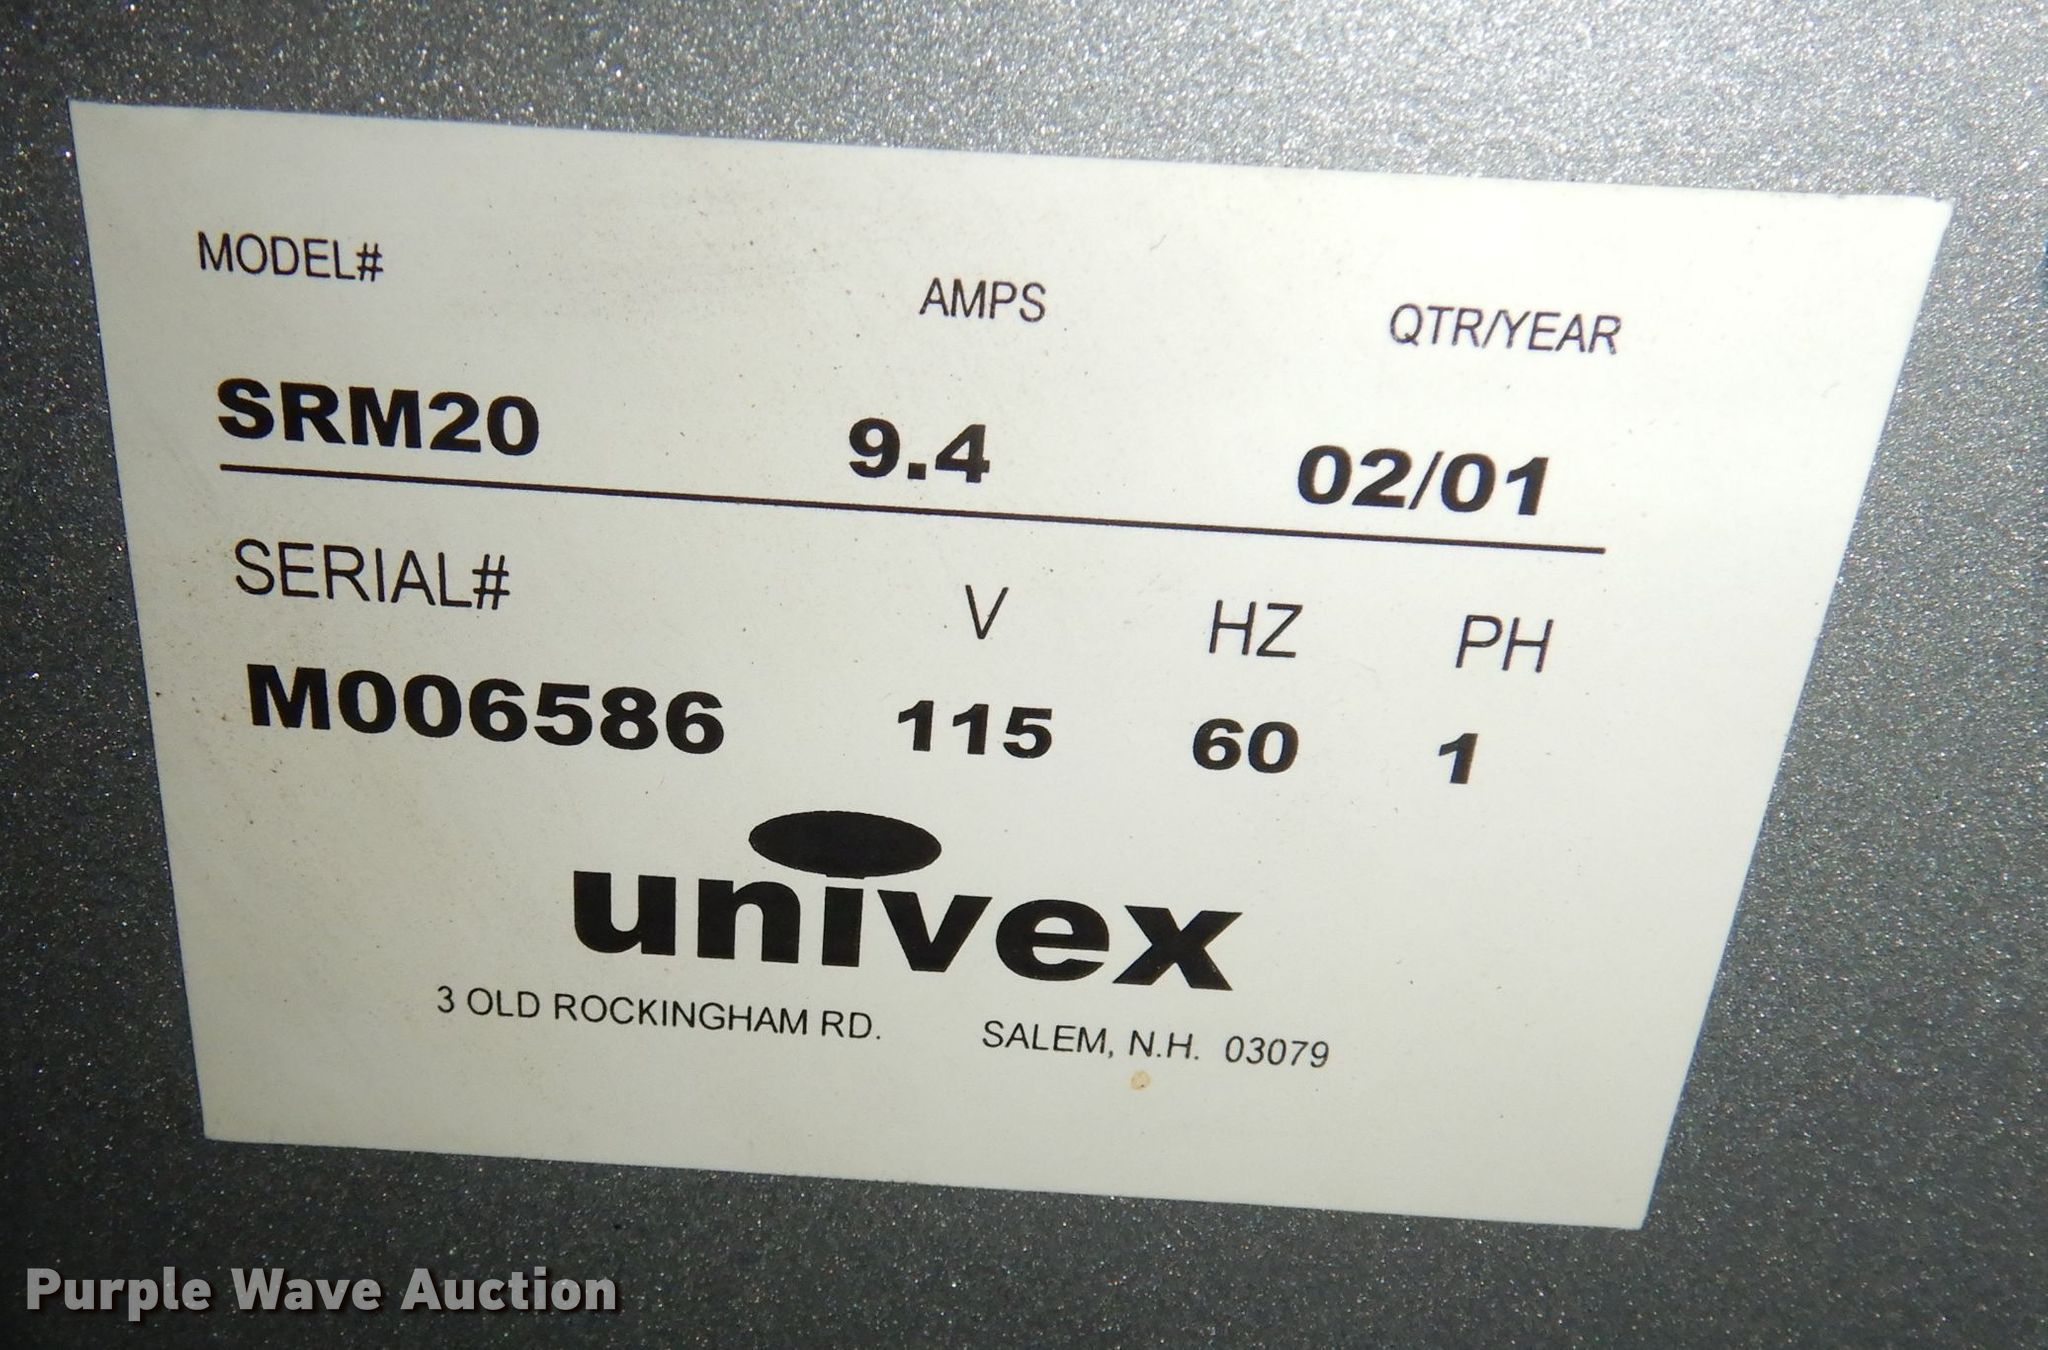 MODEL# AMPS QTR/YEAR
SRM20 9.4 02/01
SERIAL# V HZ PH
M006586 115 60 1
univex
3 OLD ROCKINGHAM RD. SALEM, N.H. 03079
Purple Wave Auction